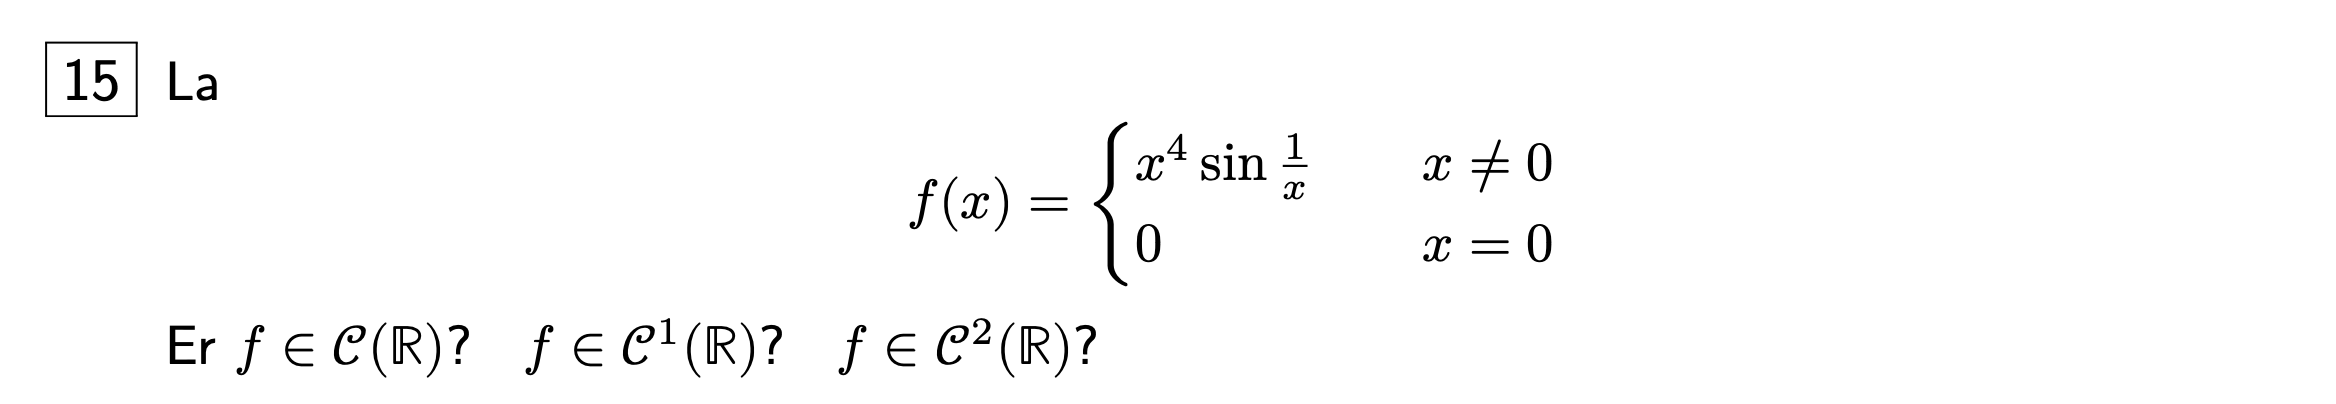 15 La
f(x) = { x⁴ sin 1/x   x ≠ 0
0   x = 0
Er f ∈ 𝒞(ℝ)?   f ∈ 𝒞¹(ℝ)?   f ∈ 𝒞²(ℝ)?